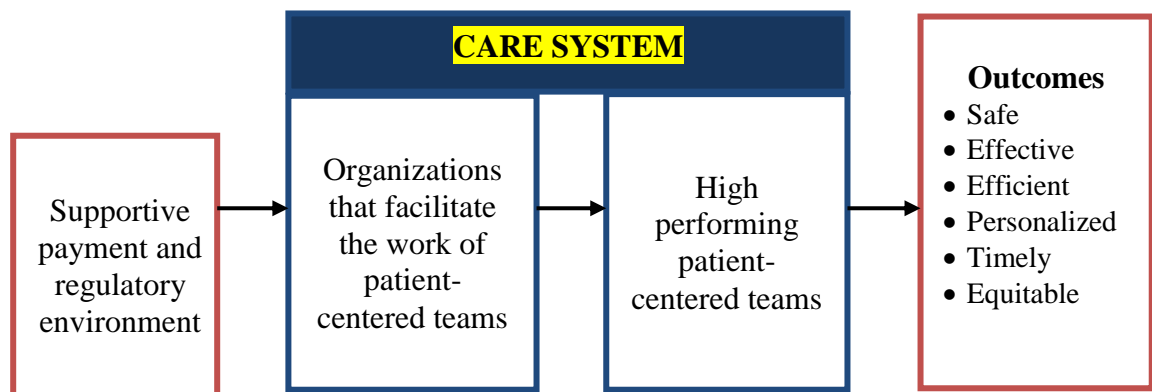 CARE SYSTEM
Supportive
payment and
regulatory
environment
Organizations
that facilitate
the work of
patient-
centered teams
High
performing
patient-
centered teams
Outcomes
• Safe
• Effective
• Efficient
• Personalized
• Timely
• Equitable